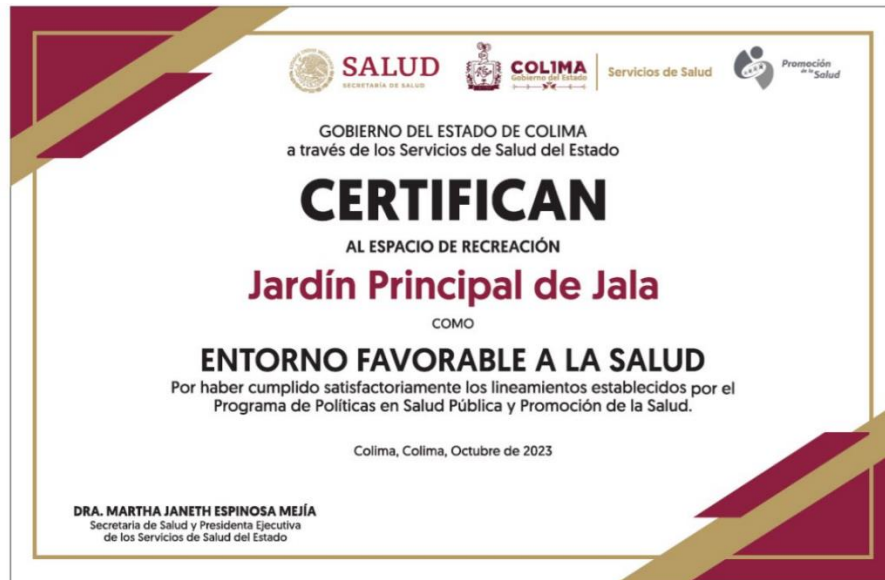 SALUD
SECRETARÍA DE SALUD
COL1MA
Gobierno del Estado
Servicios de Salud
Promoción
de la Salud
GOBIERNO DEL ESTADO DE COLIMA
a través de los Servicios de Salud del Estado
CERTIFICAN
AL ESPACIO DE RECREACIÓN
Jardín Principal de Jala
COMO
ENTORNO FAVORABLE A LA SALUD
Por haber cumplido satisfactoriamente los lineamientos establecidos por el
Programa de Políticas en Salud Pública y Promoción de la Salud.
Colima, Colima, Octubre de 2023
DRA. MARTHA JANETH ESPINOSA MEJÍA
Secretaria de Salud y Presidenta Ejecutiva
de los Servicios de Salud del Estado